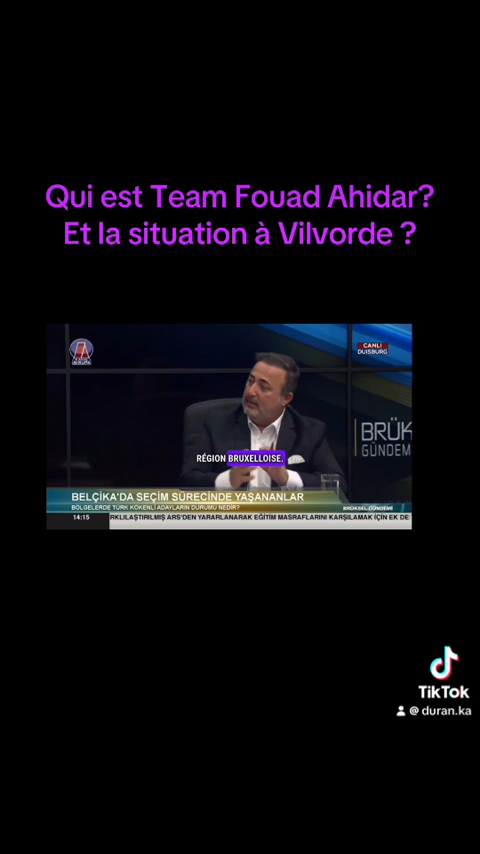 Qui est Team Fouad Ahidar?
Et la situation à Vilvorde ?
AVRUPA
CANLI
DUISBURG
BRÜK
GÜNDEM
RÉGION BRUXELLOISE.
BELÇİKA'DA SEÇİM SÜRECİNDE YAŞANANLAR
BÖLGELERDE TÜRK KÖKENLİ ADAYLARIN DURUMU NEDİR?
BRÜKSEL GÜNDEMİ
14:15
RKLILAŞTIRILMIŞ ARS'DEN YARARLANARAK EĞİTİM MASRAFLARINI KARŞILAMAK İÇİN EK DE
TikTok
@ duran.ka